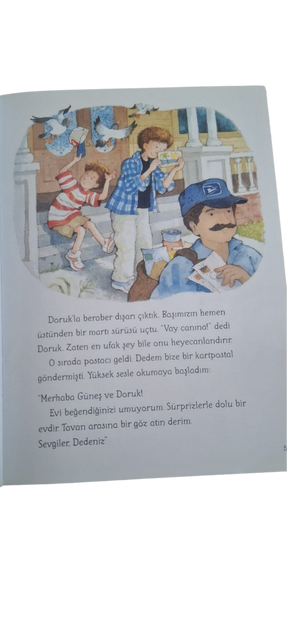 Doruk'la beraber dışarı çıktık. Başımızın hemen
üstünden bir martı sürüsü uçtu. "Vay canına!" dedi
Doruk. Zaten en ufak şey bile onu heyecanlandırır.
O sırada postacı geldi. Dedem bize bir kartpostal
göndermişti. Yüksek sesle okumaya başladım:
"Merhaba Güneş ve Doruk!
Evi beğendiğinizi umuyorum. Sürprizlerle dolu bir
evdir. Tavan arasına bir göz atın derim.
Sevgiler, Dedeniz"